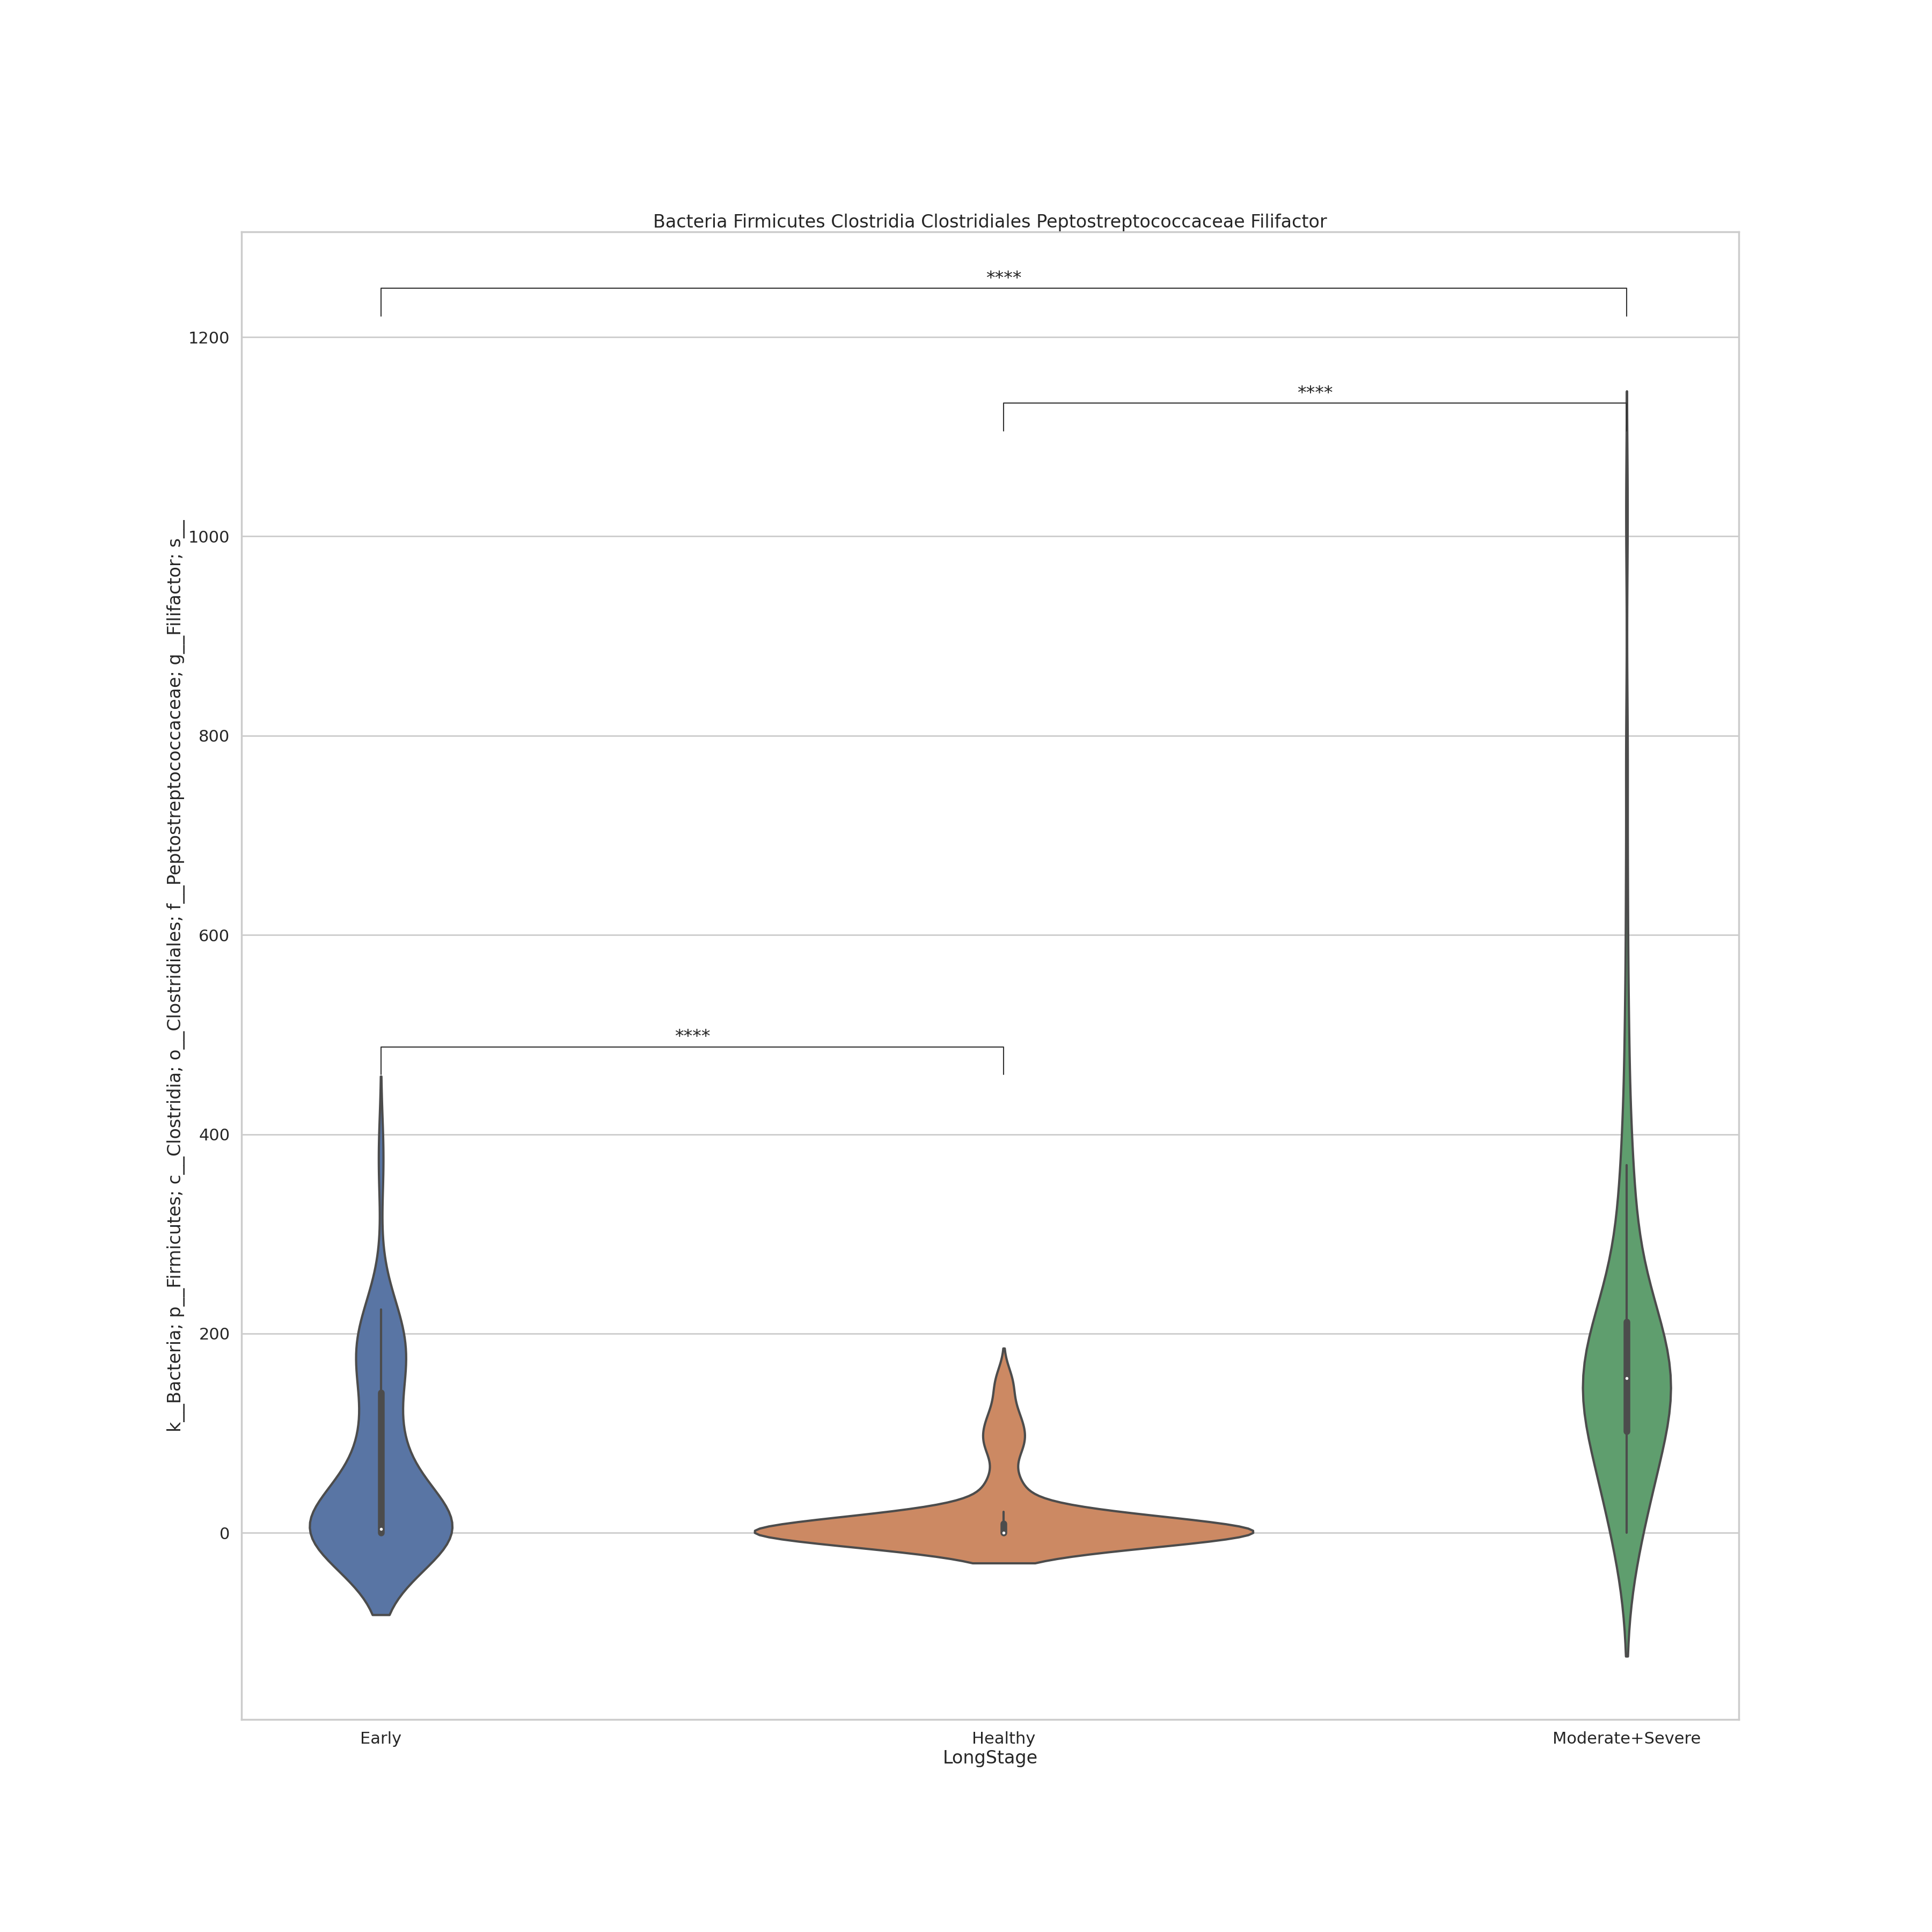 Bacteria Firmicutes Clostridia Clostridiales Peptostreptococcaceae Filifactor
k__Bacteria; p__Firmicutes; c__Clostridia; o__Clostridiales; f__Peptostreptococcaceae; g__Filifactor; s__
****
1200
****
1000
800
600
****
400
200
0
Early
Healthy
Moderate+Severe
LongStage